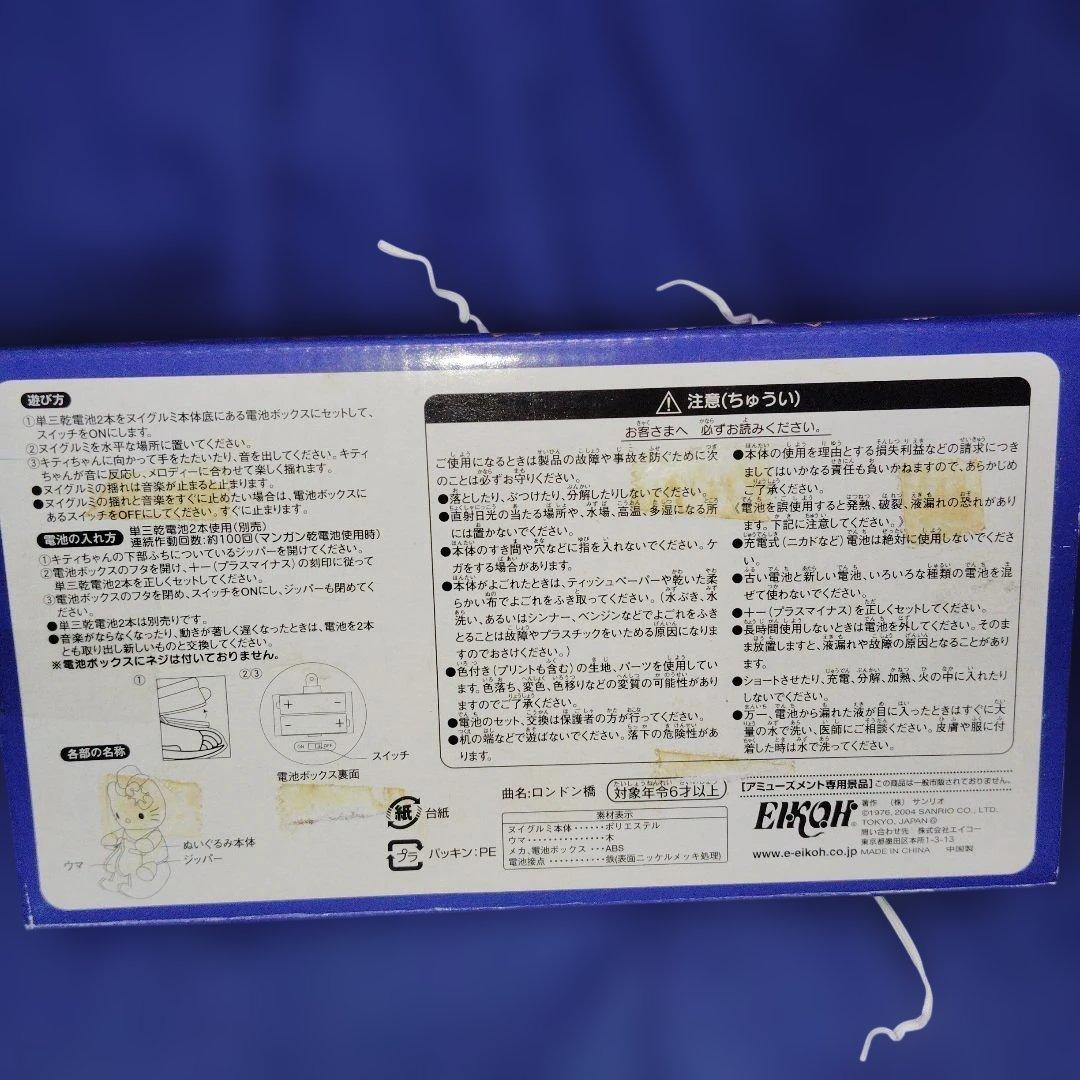 遊び方
①単三乾電池2本をヌイグルミ本体底にある電池ボックスにセットして、
スイッチをONにします。
②ヌイグルミを水平な場所に置いてください。
③キティちゃんに向かって手をたたいたり、音を出してください。キティ
ちゃんが音に反応し、メロディーに合わせて楽しく揺れます。
●ヌイグルミの揺れは音楽が止まると止まります。
●ヌイグルミの揺れと音楽をすぐに止めたい場合は、電池ボックスに
あるスイッチをOFFにしてください。すぐに止まります。
電池の入れ方
単三乾電池2本使用(別売)
連続作動回数:約100回(マンガン乾電池使用時)
①キティちゃんの下部ふちについているジッパーを開けてください。
②電池ボックスのフタを開け、+-(プラスマイナス)の刻印に従って
単三乾電池2本を正しくセットしてください。
③電池ボックスのフタを閉め、スイッチをONにし、ジッパーも閉めてく
ださい。
●単三乾電池2本は別売りです。
●音楽がならなくなったり、動きが著しく遅くなったときは、電池を2本
とも取り出し新しいものと交換してください。
※電池ボックスにネジは付いておりません。
①
②③
+
-
-
+
ON
OFF
スイッチ
電池ボックス裏面
各部の名称
ウマ
ぬいぐるみ本体
ジッパー
⚠ 注意(ちゅうい)
お客さまへ 必ずお読みください。
ご使用になるときは製品の故障や事故を防ぐために次
のことは必ずお守りください。
●落としたり、ぶつけたり、分解したりしないでください。
●直射日光の当たる場所や、水場、高温、多湿になる所
には置かないでください。
●本体のすき間や穴などに指を入れないでください。ケ
ガをする場合があります。
●本体がよごれたときは、ティッシュペーパーや乾いた柔
らかい布でよごれをふき取ってください。(水ぶき、水
洗い、あるいはシンナー、ベンジンなどでよごれをふき
とることは故障やプラスチックをいためる原因になりま
すのでおさけください。)
●色付き(プリントも含む)の生地、パーツを使用してい
ます。色落ち、変色、色移りなどの変質の可能性があり
ますのでご了承ください。
●電池のセット、交換は保護者の方が行ってください。
●机の端などで遊ばないでください。落下の危険性があ
ります。
●本体の使用を理由とする損失利益などの請求につき
ましてはいかなる責任も負いかねますので、あらかじめ
ご了承ください。
《電池を誤使用すると発熱、破裂、液漏れの恐れがあり
ます。下記に注意してください。》
●充電式(ニカドなど)電池は絶対に使用しないでくださ
い。
●古い電池と新しい電池、いろいろな種類の電池を混
ぜて使わないでください。
●+-(プラスマイナス)を正しくセットしてください。
●長時間使用しないときは電池を外してください。そのま
ま放置しますと、液漏れや故障の原因となることがあり
ます。
●ショートさせたり、充電、分解、加熱、火の中に入れたり
しないでください。
●万一、電池から漏れた液が目に入ったときはすぐに大
量の水で洗い、医師にご相談ください。皮膚や服に付
着した時は水で洗ってください。
紙
台紙
プラ
パッキン:PE
曲名:ロンドン橋
対象年令6才以上
素材表示
ヌイグルミ本体・・・・・・ポリエステル
ウマ・・・・・・・・・・・・・・・・木
メカ、電池ボックス ・・・ABS
電池接点 ・・・・・・・・・・・鉄(表面ニッケルメッキ処理)
【アミューズメント専用景品】この商品は一般市販されておりません。
EIKOH®
www.e-eikoh.co.jp
著作 (株) サンリオ
©1976, 2004 SANRIO CO., LTD.
TOKYO, JAPAN Ⓖ
問い合わせ先 株式会社エイコー
東京都墨田区本所1-3-13
MADE IN CHINA 中国製